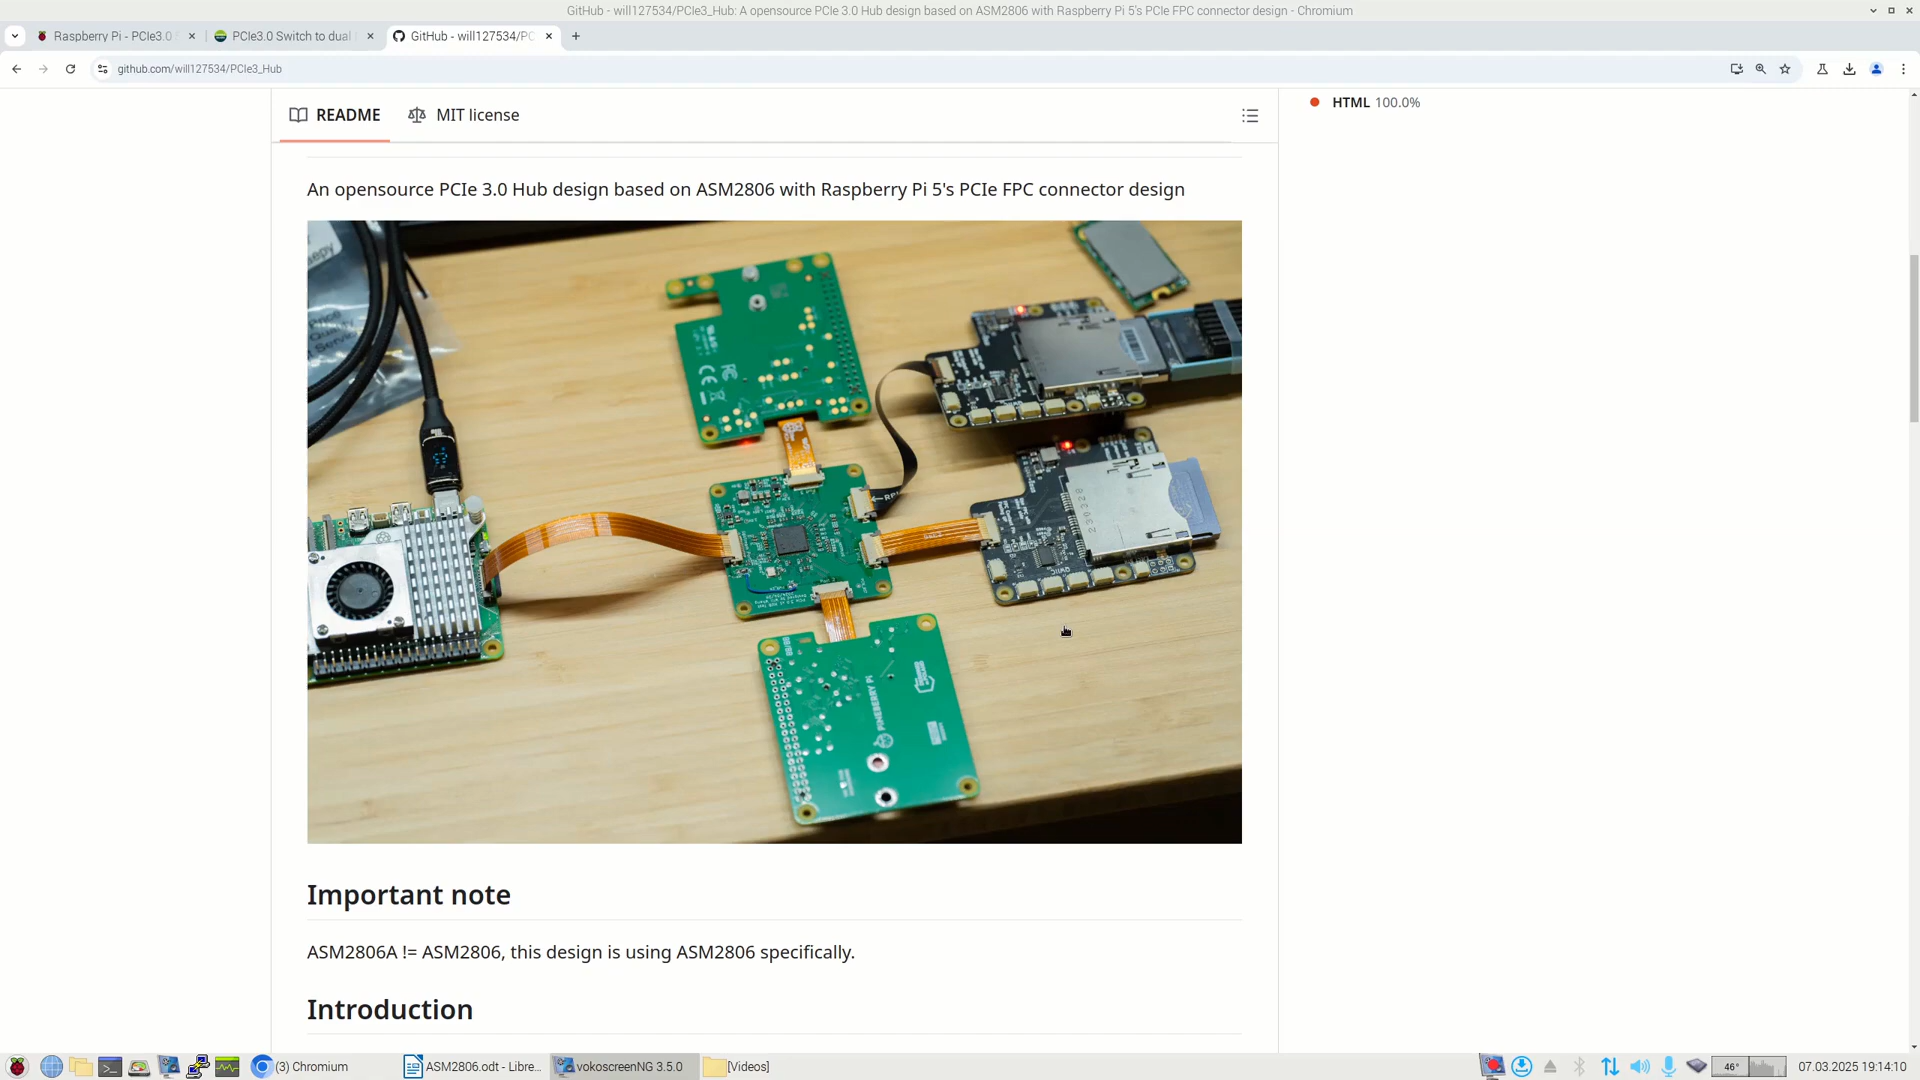 GitHub - will127534/PCIe3_Hub: A opensource PCIe 3.0 Hub design based on ASM2806 with Raspberry Pi 5's PCIe FPC connector design - Chromium
Raspberry Pi - PCIe3.0
PCIe3.0 Switch to dual
GitHub - will127534/PC
github.com/will127534/PCIe3_Hub
README
MIT license
HTML 100.0%
An opensource PCIe 3.0 Hub design based on ASM2806 with Raspberry Pi 5's PCIe FPC connector design
Important note
ASM2806A != ASM2806, this design is using ASM2806 specifically.
Introduction
(3) Chromium
ASM2806.odt - Libre...
vokoscreenNG 3.5.0
[Videos]
46°
07.03.2025 19:14:10